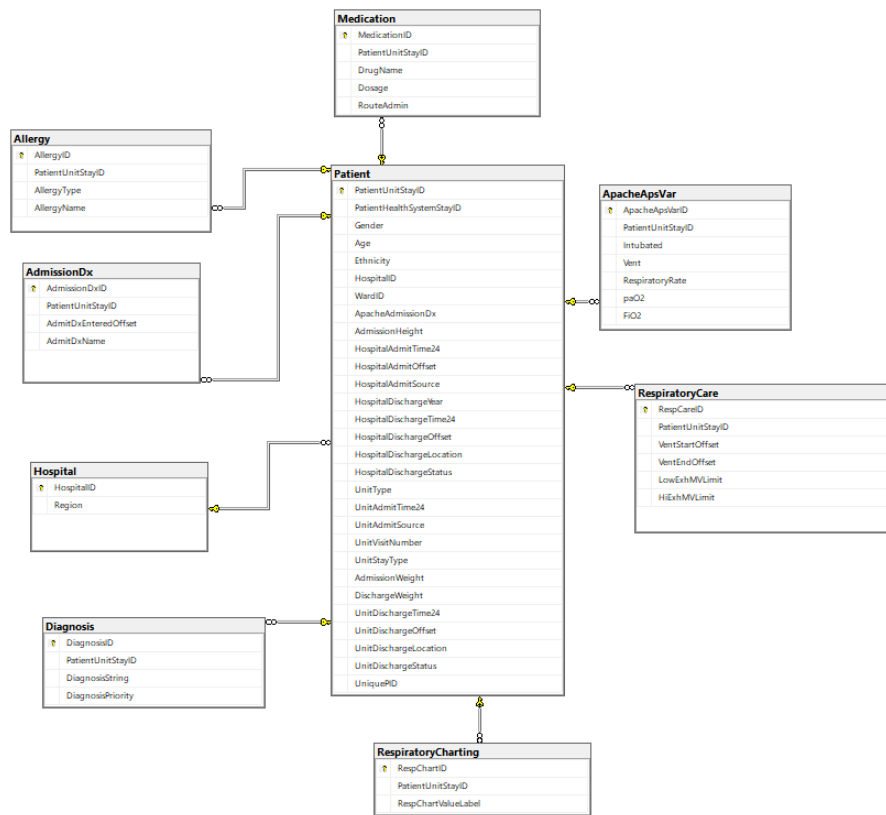 Medication
MedicationID
PatientUnitStayID
DrugName
Dosage
RouteAdmin
Allergy
AllergyID
PatientUnitStayID
AllergyType
AllergyName
AdmissionDx
AdmissionDxID
PatientUnitStayID
AdmitDxEnteredOffset
AdmitDxName
Hospital
HospitalID
Region
Diagnosis
DiagnosisID
PatientUnitStayID
DiagnosisString
DiagnosisPriority
Patient
PatientUnitStayID
PatientHealthSystemStayID
Gender
Age
Ethnicity
HospitalID
WardID
ApacheAdmissionDx
AdmissionHeight
HospitalAdmitTime24
HospitalAdmitOffset
HospitalAdmitSource
HospitalDischargeYear
HospitalDischargeTime24
HospitalDischargeOffset
HospitalDischargeLocation
HospitalDischargeStatus
UnitType
UnitAdmitTime24
UnitAdmitSource
UnitVisitNumber
UnitStayType
AdmissionWeight
DischargeWeight
UnitDischargeTime24
UnitDischargeOffset
UnitDischargeLocation
UnitDischargeStatus
UniquePID
ApacheApsVar
ApacheApsVarID
PatientUnitStayID
Intubated
Vent
RespiratoryRate
paO2
FiO2
RespiratoryCare
RespCareID
PatientUnitStayID
VentStartOffset
VentEndOffset
LowExhMVLimit
HiExhMVLimit
RespiratoryCharting
RespChartID
PatientUnitStayID
RespChartValueLabel